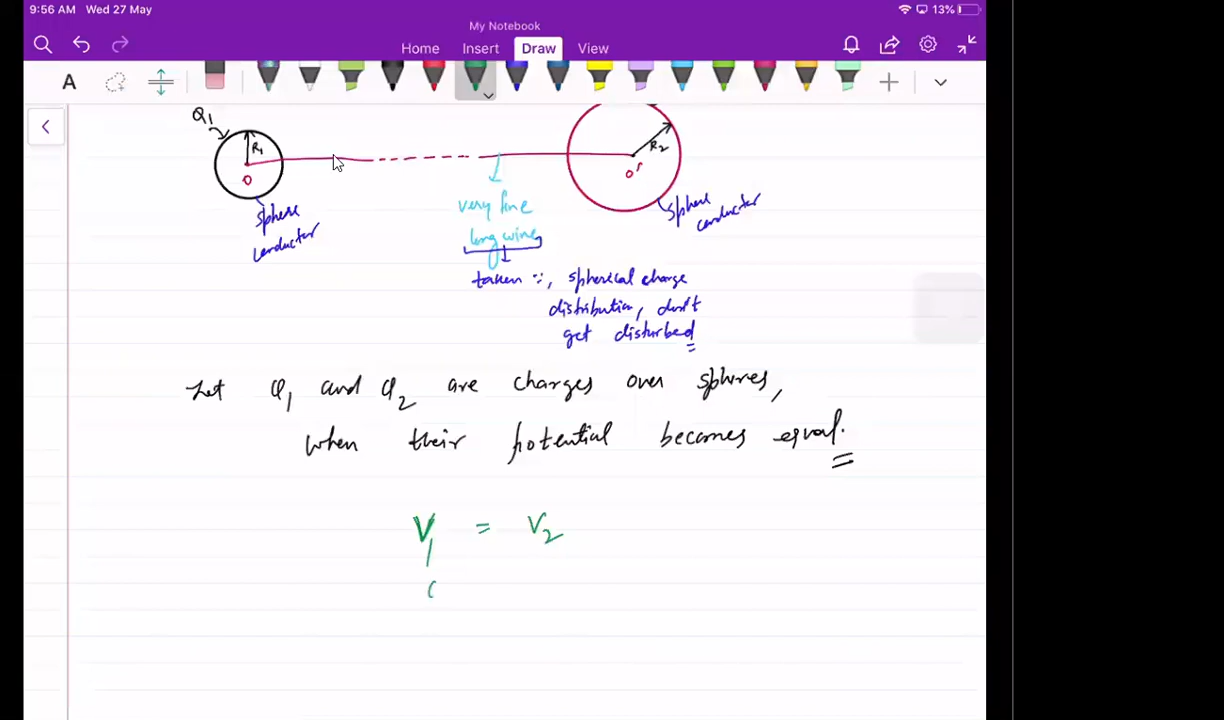 9:56 AM Wed 27 May
13%
My Notebook
Home Insert Draw View
A
Q1
R1
R2
O
O'
sphere
conductor
sphere
conductor
very fine
long wire
taken ∵, spherical charge
distribution, don't
get disturbed
Let Q1 and Q2 are charges over spheres,
when their potential becomes equal.
V1 = V2
(